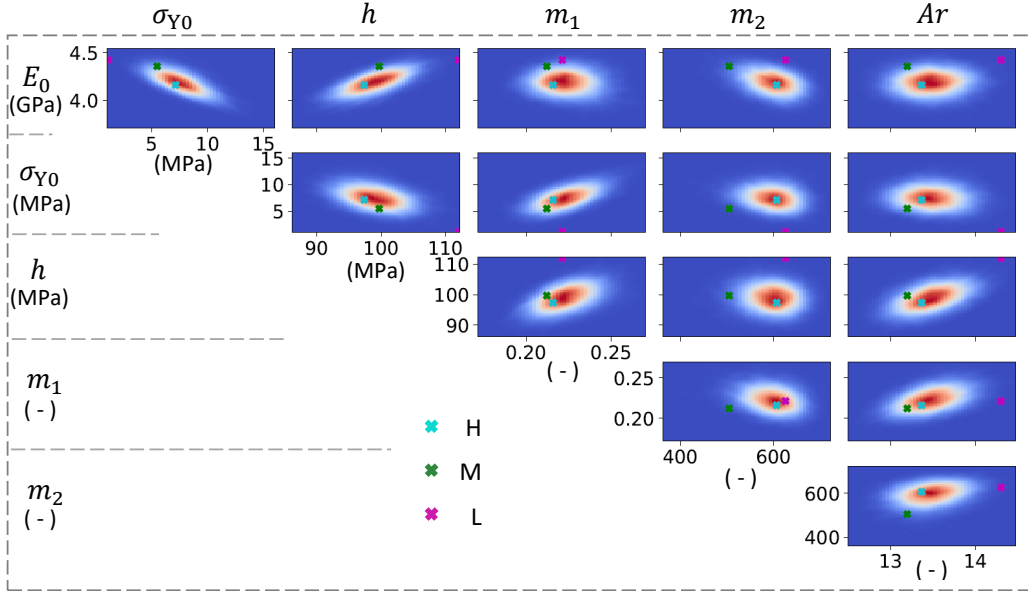 σY0 h m1 m2 Ar
E0
(GPa)
4.5
4.0
5 10 15
(MPa)
σY0
(MPa)
15
10
5
90 100 110
(MPa)
h
(MPa)
110
100
90
0.20 0.25
( - )
m1
( - )
0.25
0.20
400 600
( - )
H
M
L
m2
( - )
600
400
13 14
( - )